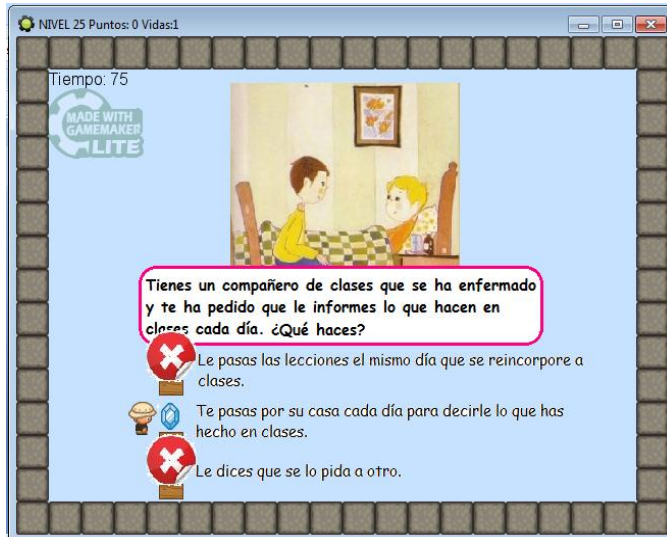 NIVEL 25 Puntos: 0 Vidas:1
Tiempo: 75
MADE WITH
GAMEMAKER
LITE
Tienes un compañero de clases que se ha enfermado
y te ha pedido que le informes lo que hacen en
clases cada día. ¿Qué haces?
Le pasas las lecciones el mismo día que se reincorpore a
clases.
Te pasas por su casa cada día para decirle lo que has
hecho en clases.
Le dices que se lo pida a otro.